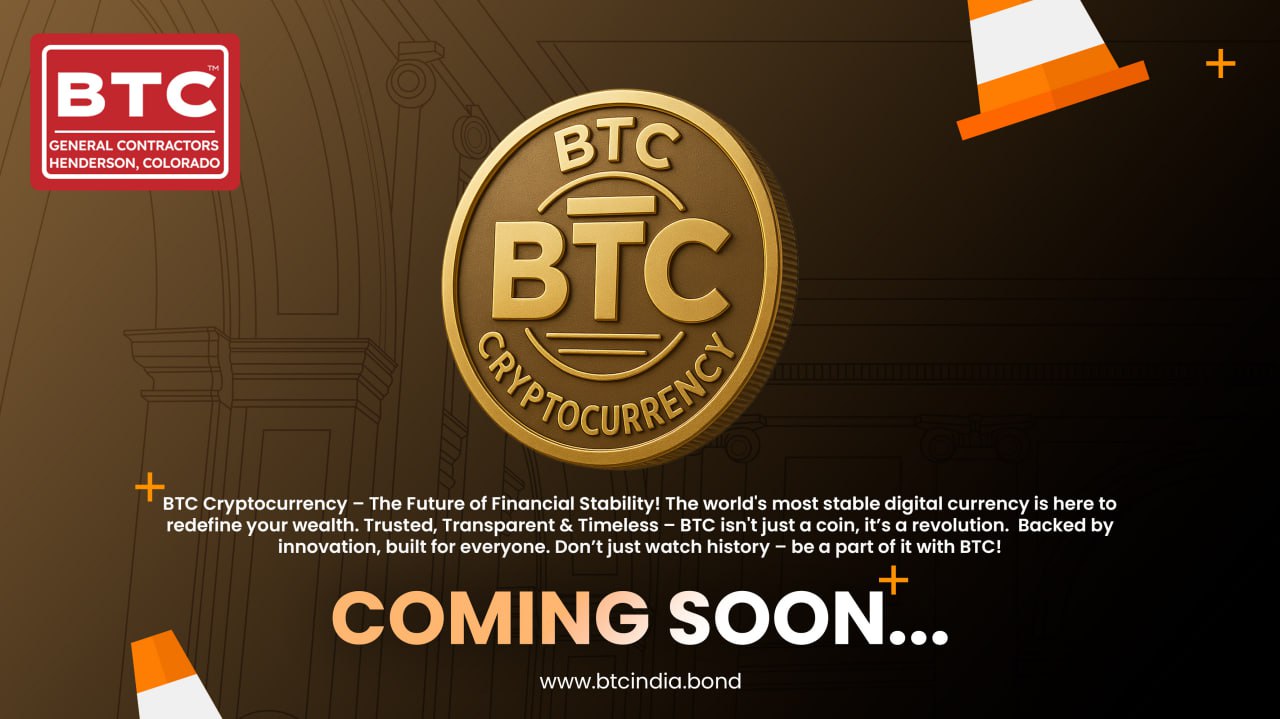 BTC™
GENERAL CONTRACTORS
HENDERSON, COLORADO
BTC
BTC
CRYPTOCURRENCY
BTC Cryptocurrency – The Future of Financial Stability! The world's most stable digital currency is here to
redefine your wealth. Trusted, Transparent & Timeless – BTC isn't just a coin, it’s a revolution.  Backed by
innovation, built for everyone. Don’t just watch history – be a part of it with BTC!
COMING SOON...
www.btcindia.bond